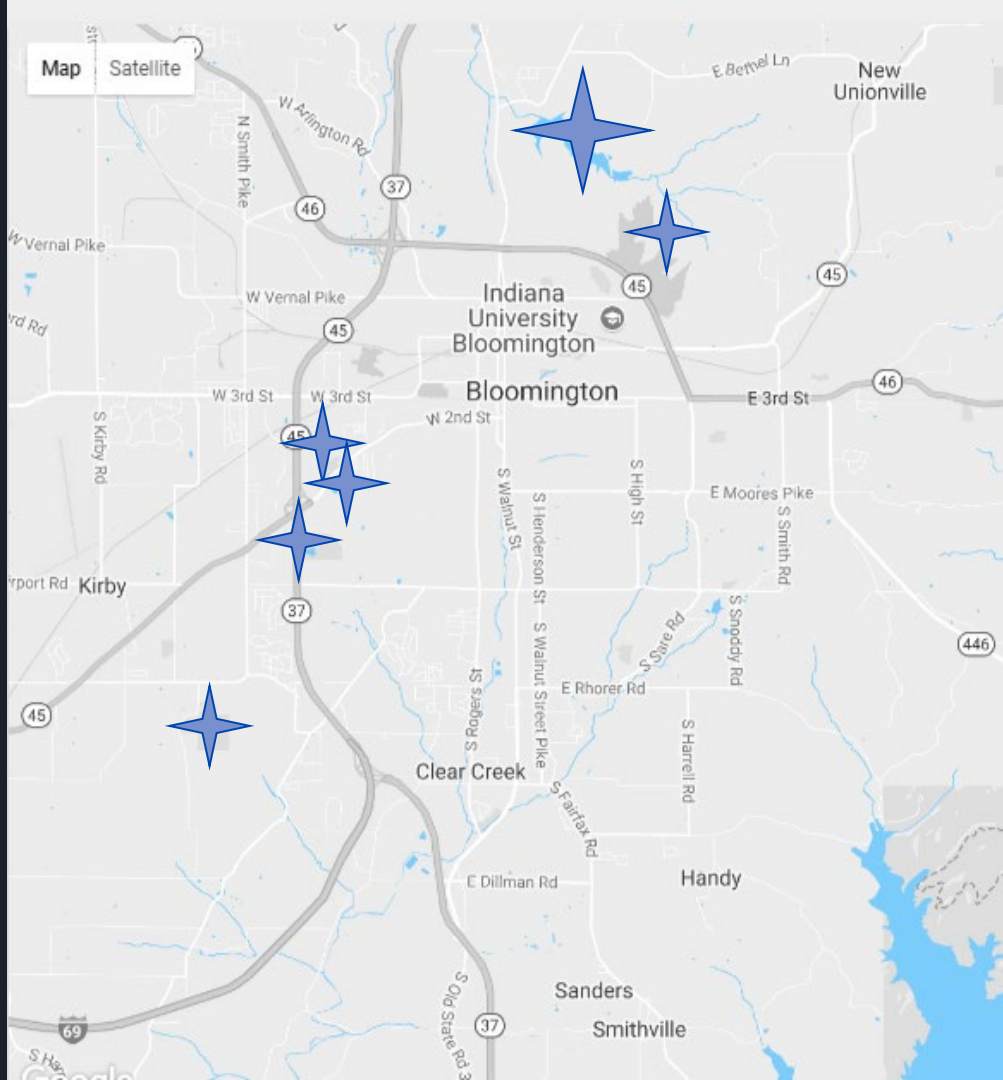 Map
Satellite
E Bethel Ln
New
Unionville
W Arlington Rd
N Smith Pike
37
46
W Vernal Pike
45
45
W Vernal Pike
Indiana
University
Bloomington
45
Bloomington
46
W 3rd St
W 3rd St
E 3rd St
W 2nd St
45
S Kirby Rd
S Walnut St
S High St
E Moores Pike
S Henderson St
S Smith Rd
Kirby
37
S Snoddy Rd
S Sare Rd
446
S Walnut Street Pike
E Rhorer Rd
S Rogers St
45
S Harrell Rd
Clear Creek
S Fairfax Rd
E Dillman Rd
Handy
Sanders
S Old State Rd 3
69
37
Smithville
Google